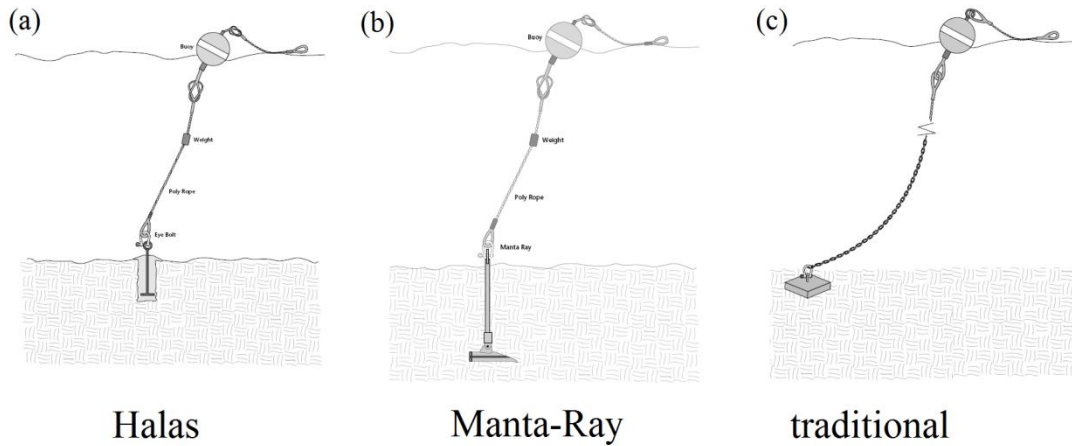 (a)
Buoy
Weight
Poly Rope
Eye Bolt
Halas
(b)
Buoy
Weight
Poly Rope
Manta Ray
Manta-Ray
(c)
traditional